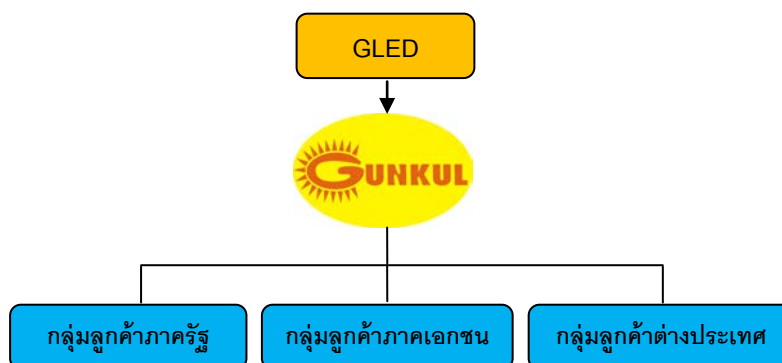 GLED
GUNKUL
กลุ่มลูกค้าภาครัฐ
กลุ่มลูกค้าภาคเอกชน
กลุ่มลูกค้าต่างประเทศ